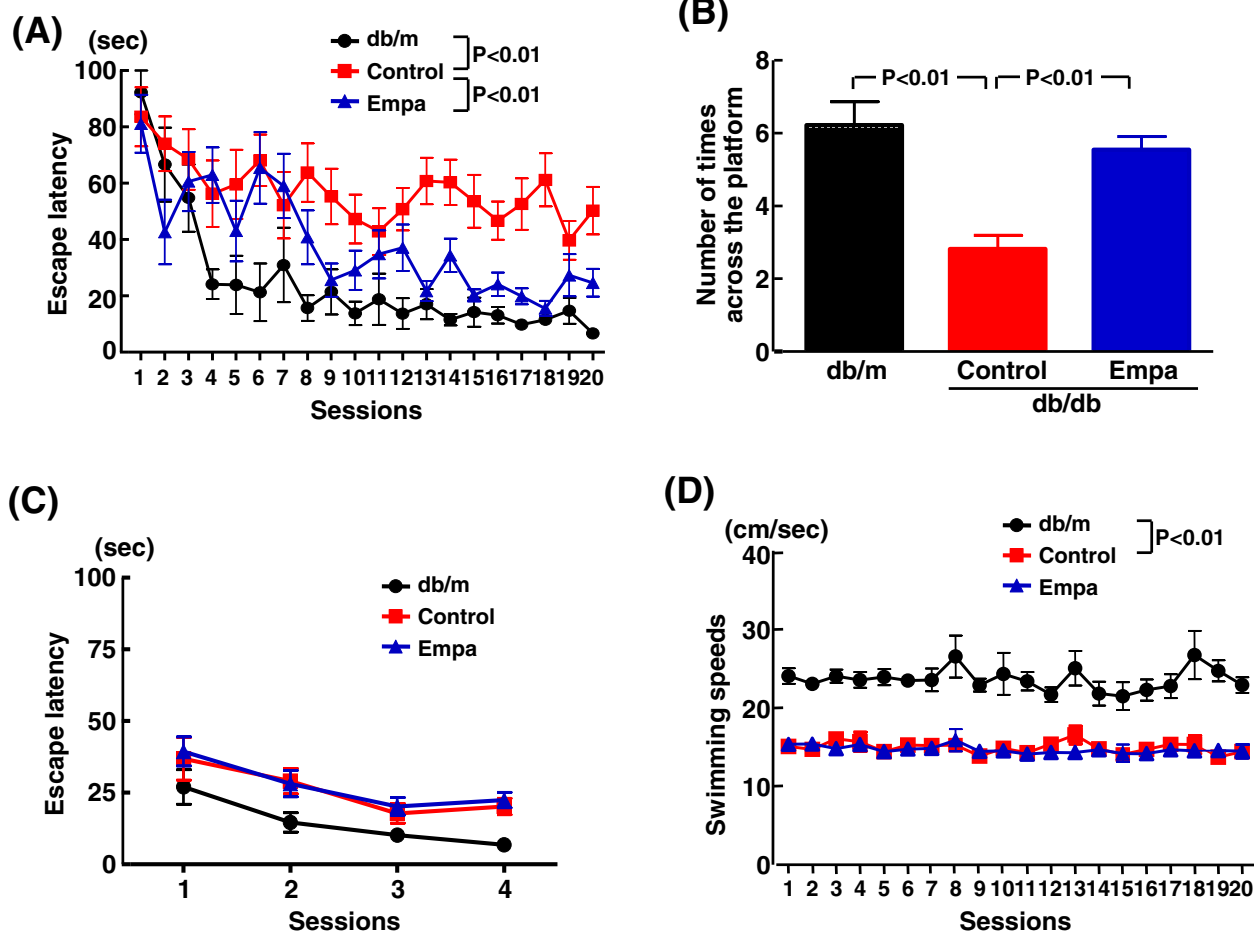 (A)
(sec)
db/m
Control
Empa
P<0.01
P<0.01
Escape latency
100
80
60
40
20
0
1 2 3 4 5 6 7 8 9 10 11 12 13 14 15 16 17 18 19 20
Sessions
(B)
Number of times
across the platform
8
6
4
2
0
P<0.01
P<0.01
db/m
Control
Empa
db/db
(C)
(sec)
db/m
Control
Empa
Escape latency
100
75
50
25
0
1 2 3 4
Sessions
(D)
(cm/sec)
db/m
Control
Empa
P<0.01
Swimming speeds
40
30
20
10
0
1 2 3 4 5 6 7 8 9 10 11 12 13 14 15 16 17 18 19 20
Sessions